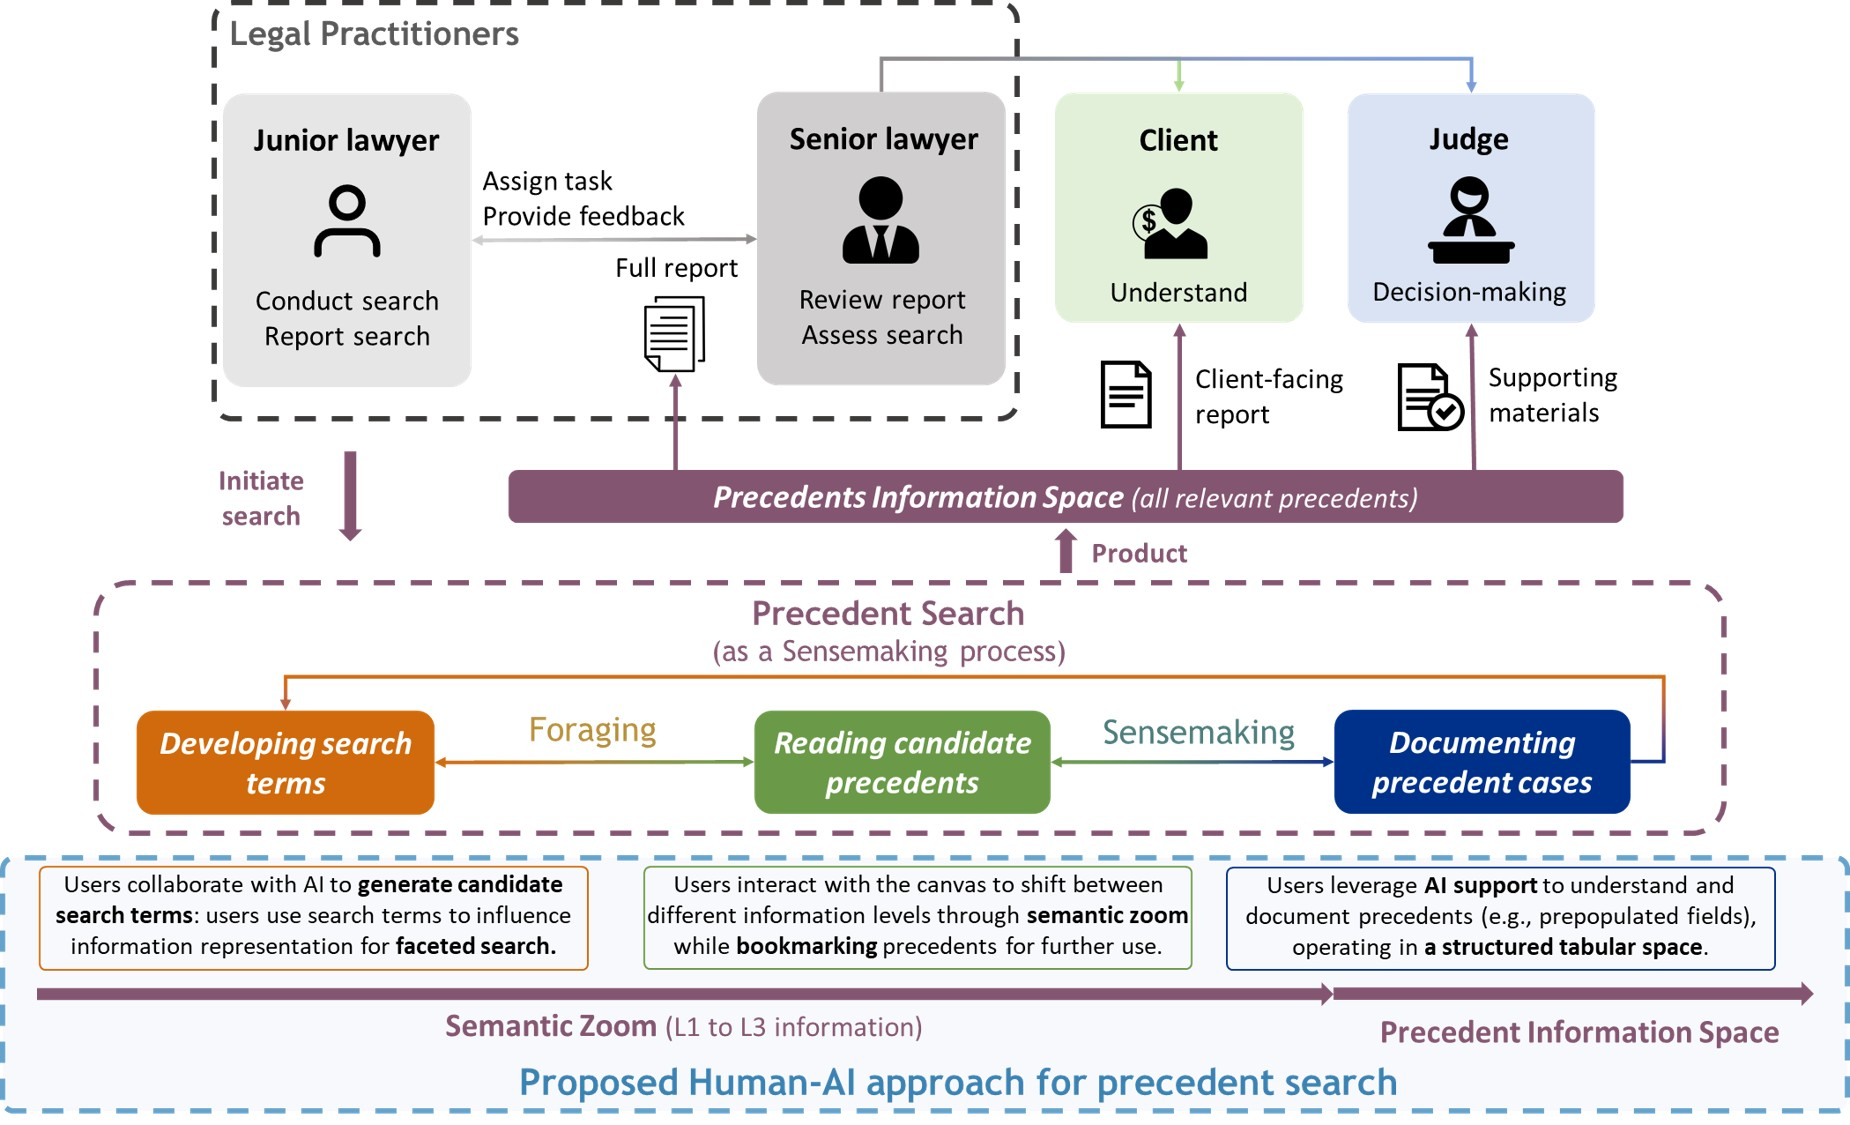 Legal Practitioners
Junior lawyer
Conduct search
Report search
Assign task
Provide feedback
Full report
Senior lawyer
Review report
Assess search
Client
$
Understand
Judge
Decision-making
Client-facing
report
Supporting
materials
Initiate
search
Precedents Information Space (all relevant precedents)
Product
Precedent Search
(as a Sensemaking process)
Developing search
terms
Foraging
Reading candidate
precedents
Sensemaking
Documenting
precedent cases
Users collaborate with AI to generate candidate
search terms: users use search terms to influence
information representation for faceted search.
Users interact with the canvas to shift between
different information levels through semantic zoom
while bookmarking precedents for further use.
Users leverage AI support to understand and
document precedents (e.g., prepopulated fields),
operating in a structured tabular space.
Semantic Zoom (L1 to L3 information)
Precedent Information Space
Proposed Human-AI approach for precedent search